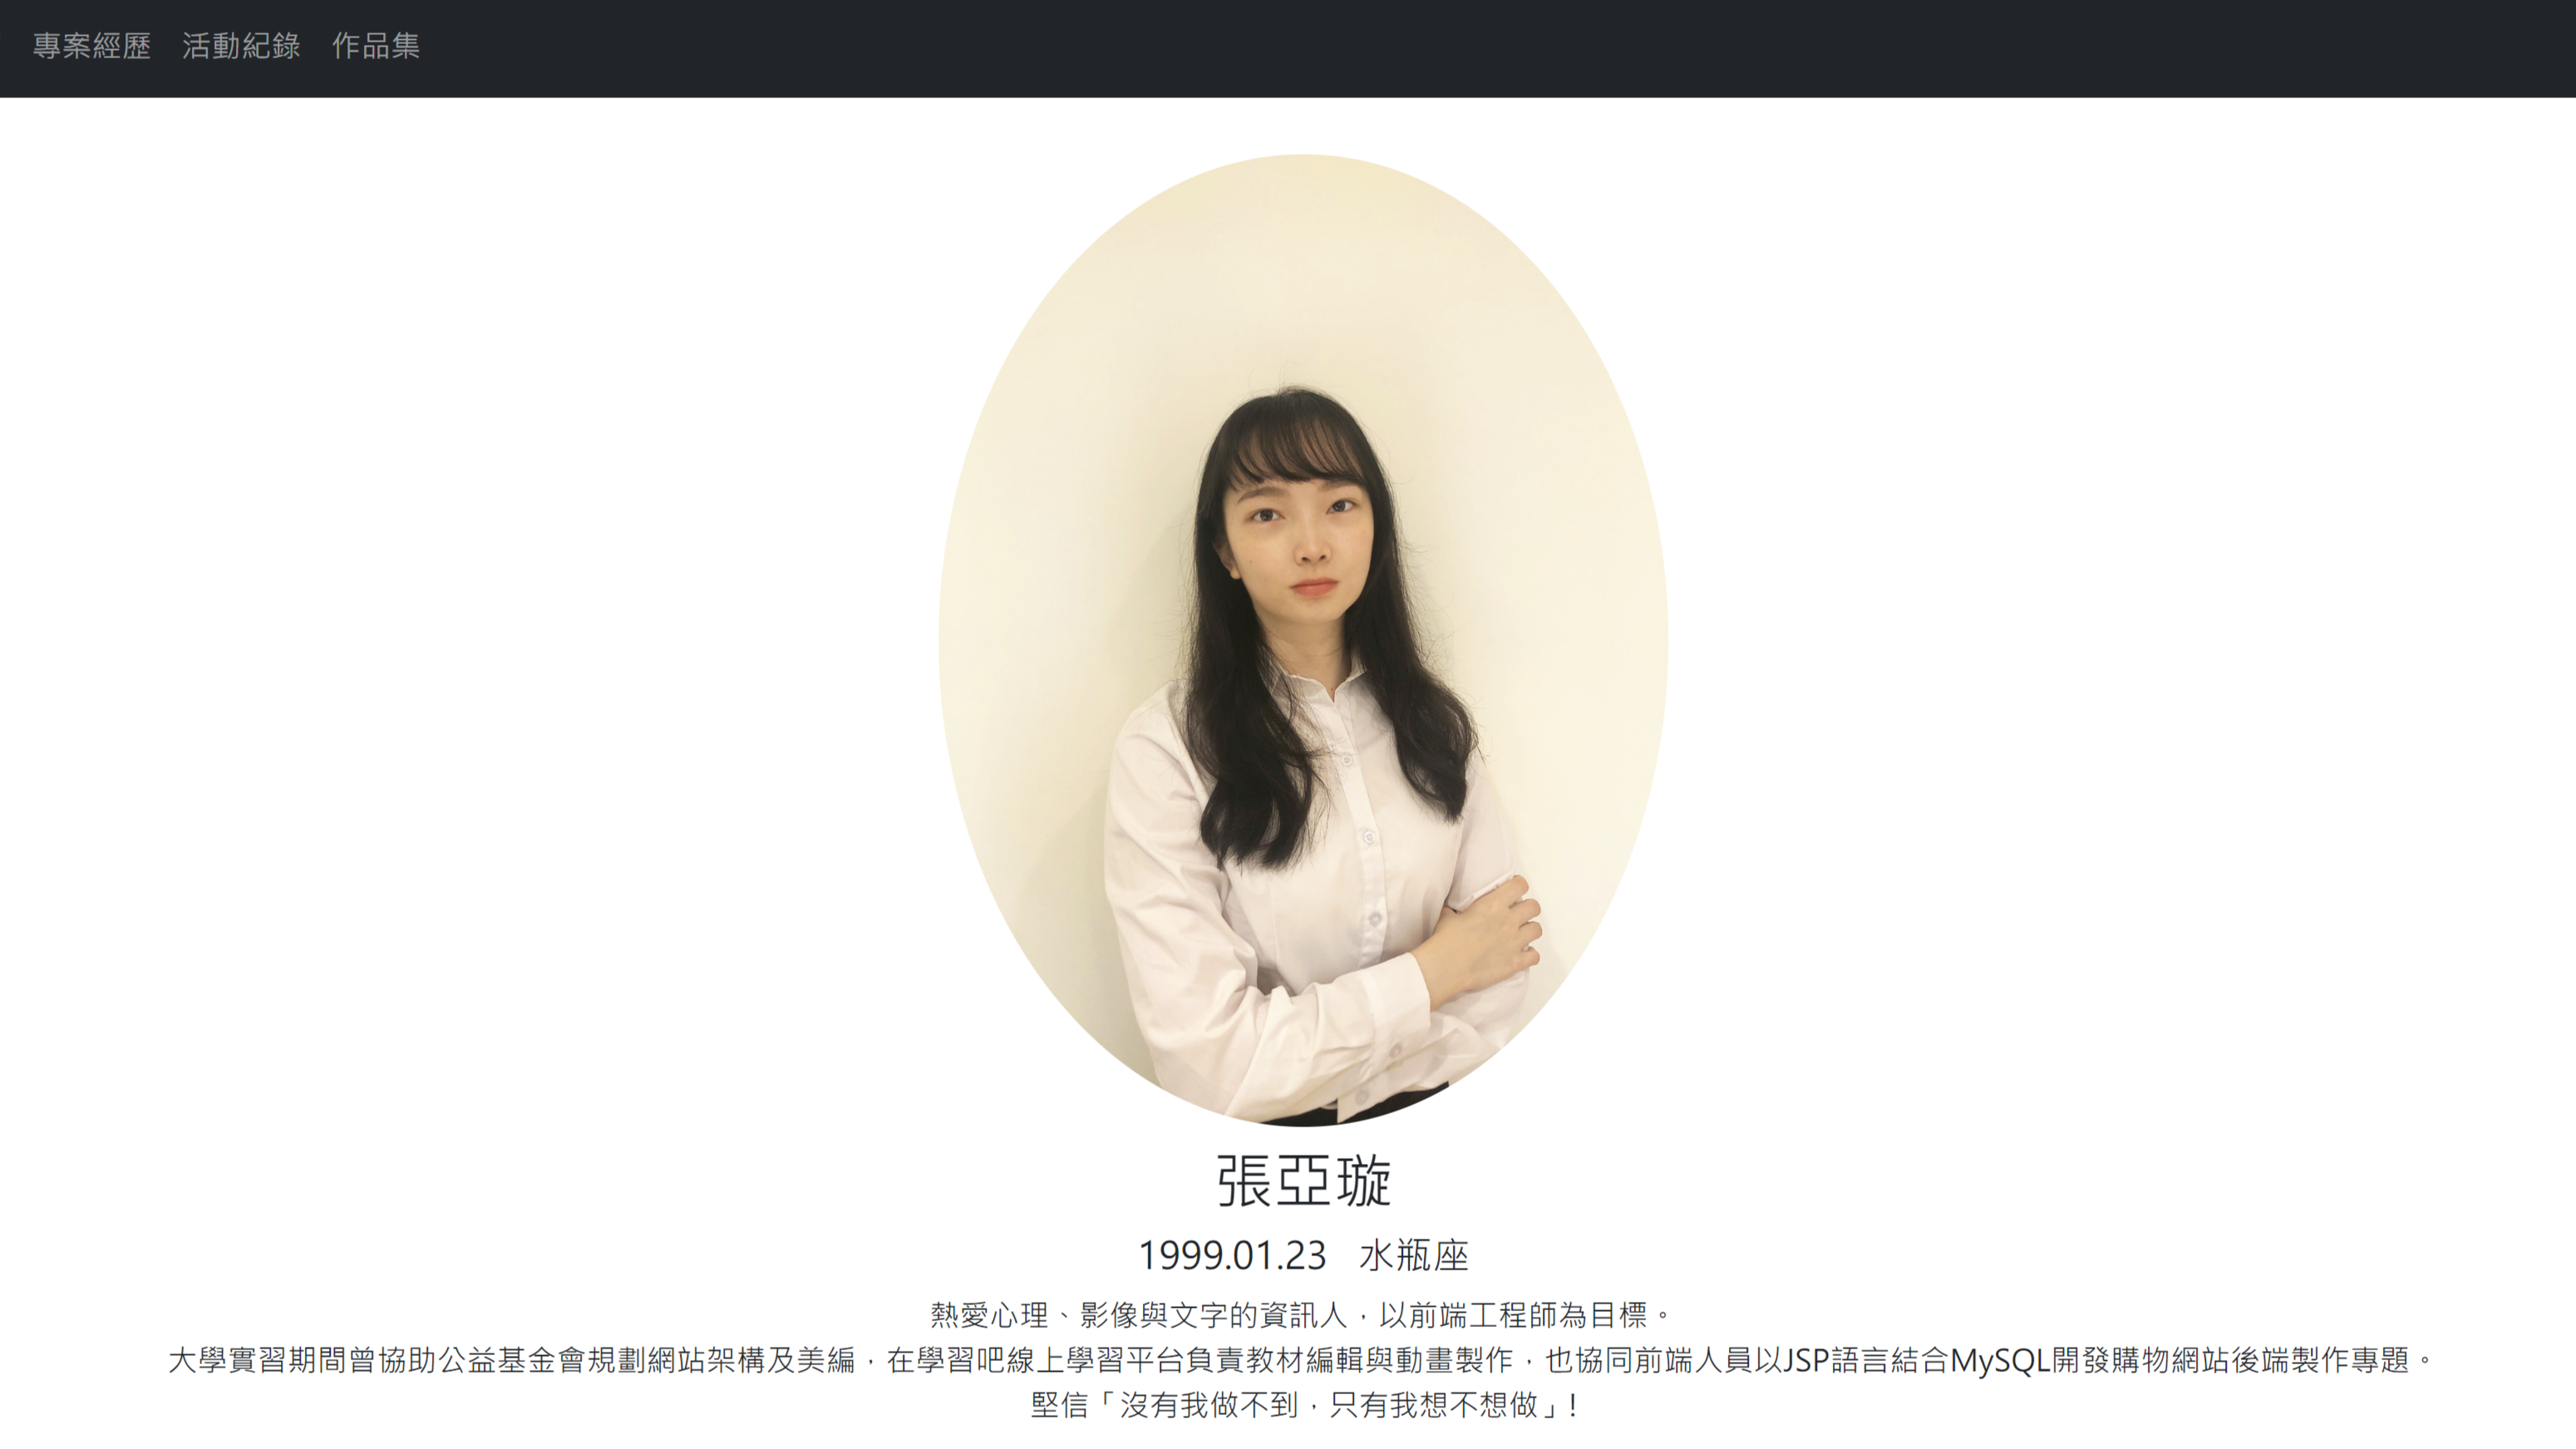 專案經歷 活動紀錄 作品集
張亞璇
1999.01.23 水瓶座
熱愛心理、影像與文字的資訊人，以前端工程師為目標。
大學實習期間曾協助公益基金會規劃網站架構及美編，在學習吧線上學習平台負責教材編輯與動畫製作，也協同前端人員以JSP語言結合MySQL開發購物網站後端製作專題。
堅信「沒有我做不到，只有我想不想做」!